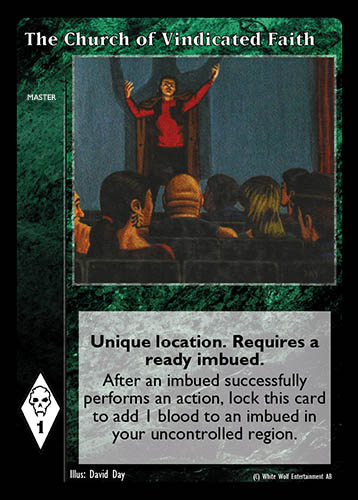 The Church of Vindicated Faith
MASTER
Unique location. Requires a
ready imbued.
After an imbued successfully
performs an action, lock this card
to add 1 blood to an imbued in
your uncontrolled region.
1
Illus: David Day
(C) White Wolf Entertainment AB